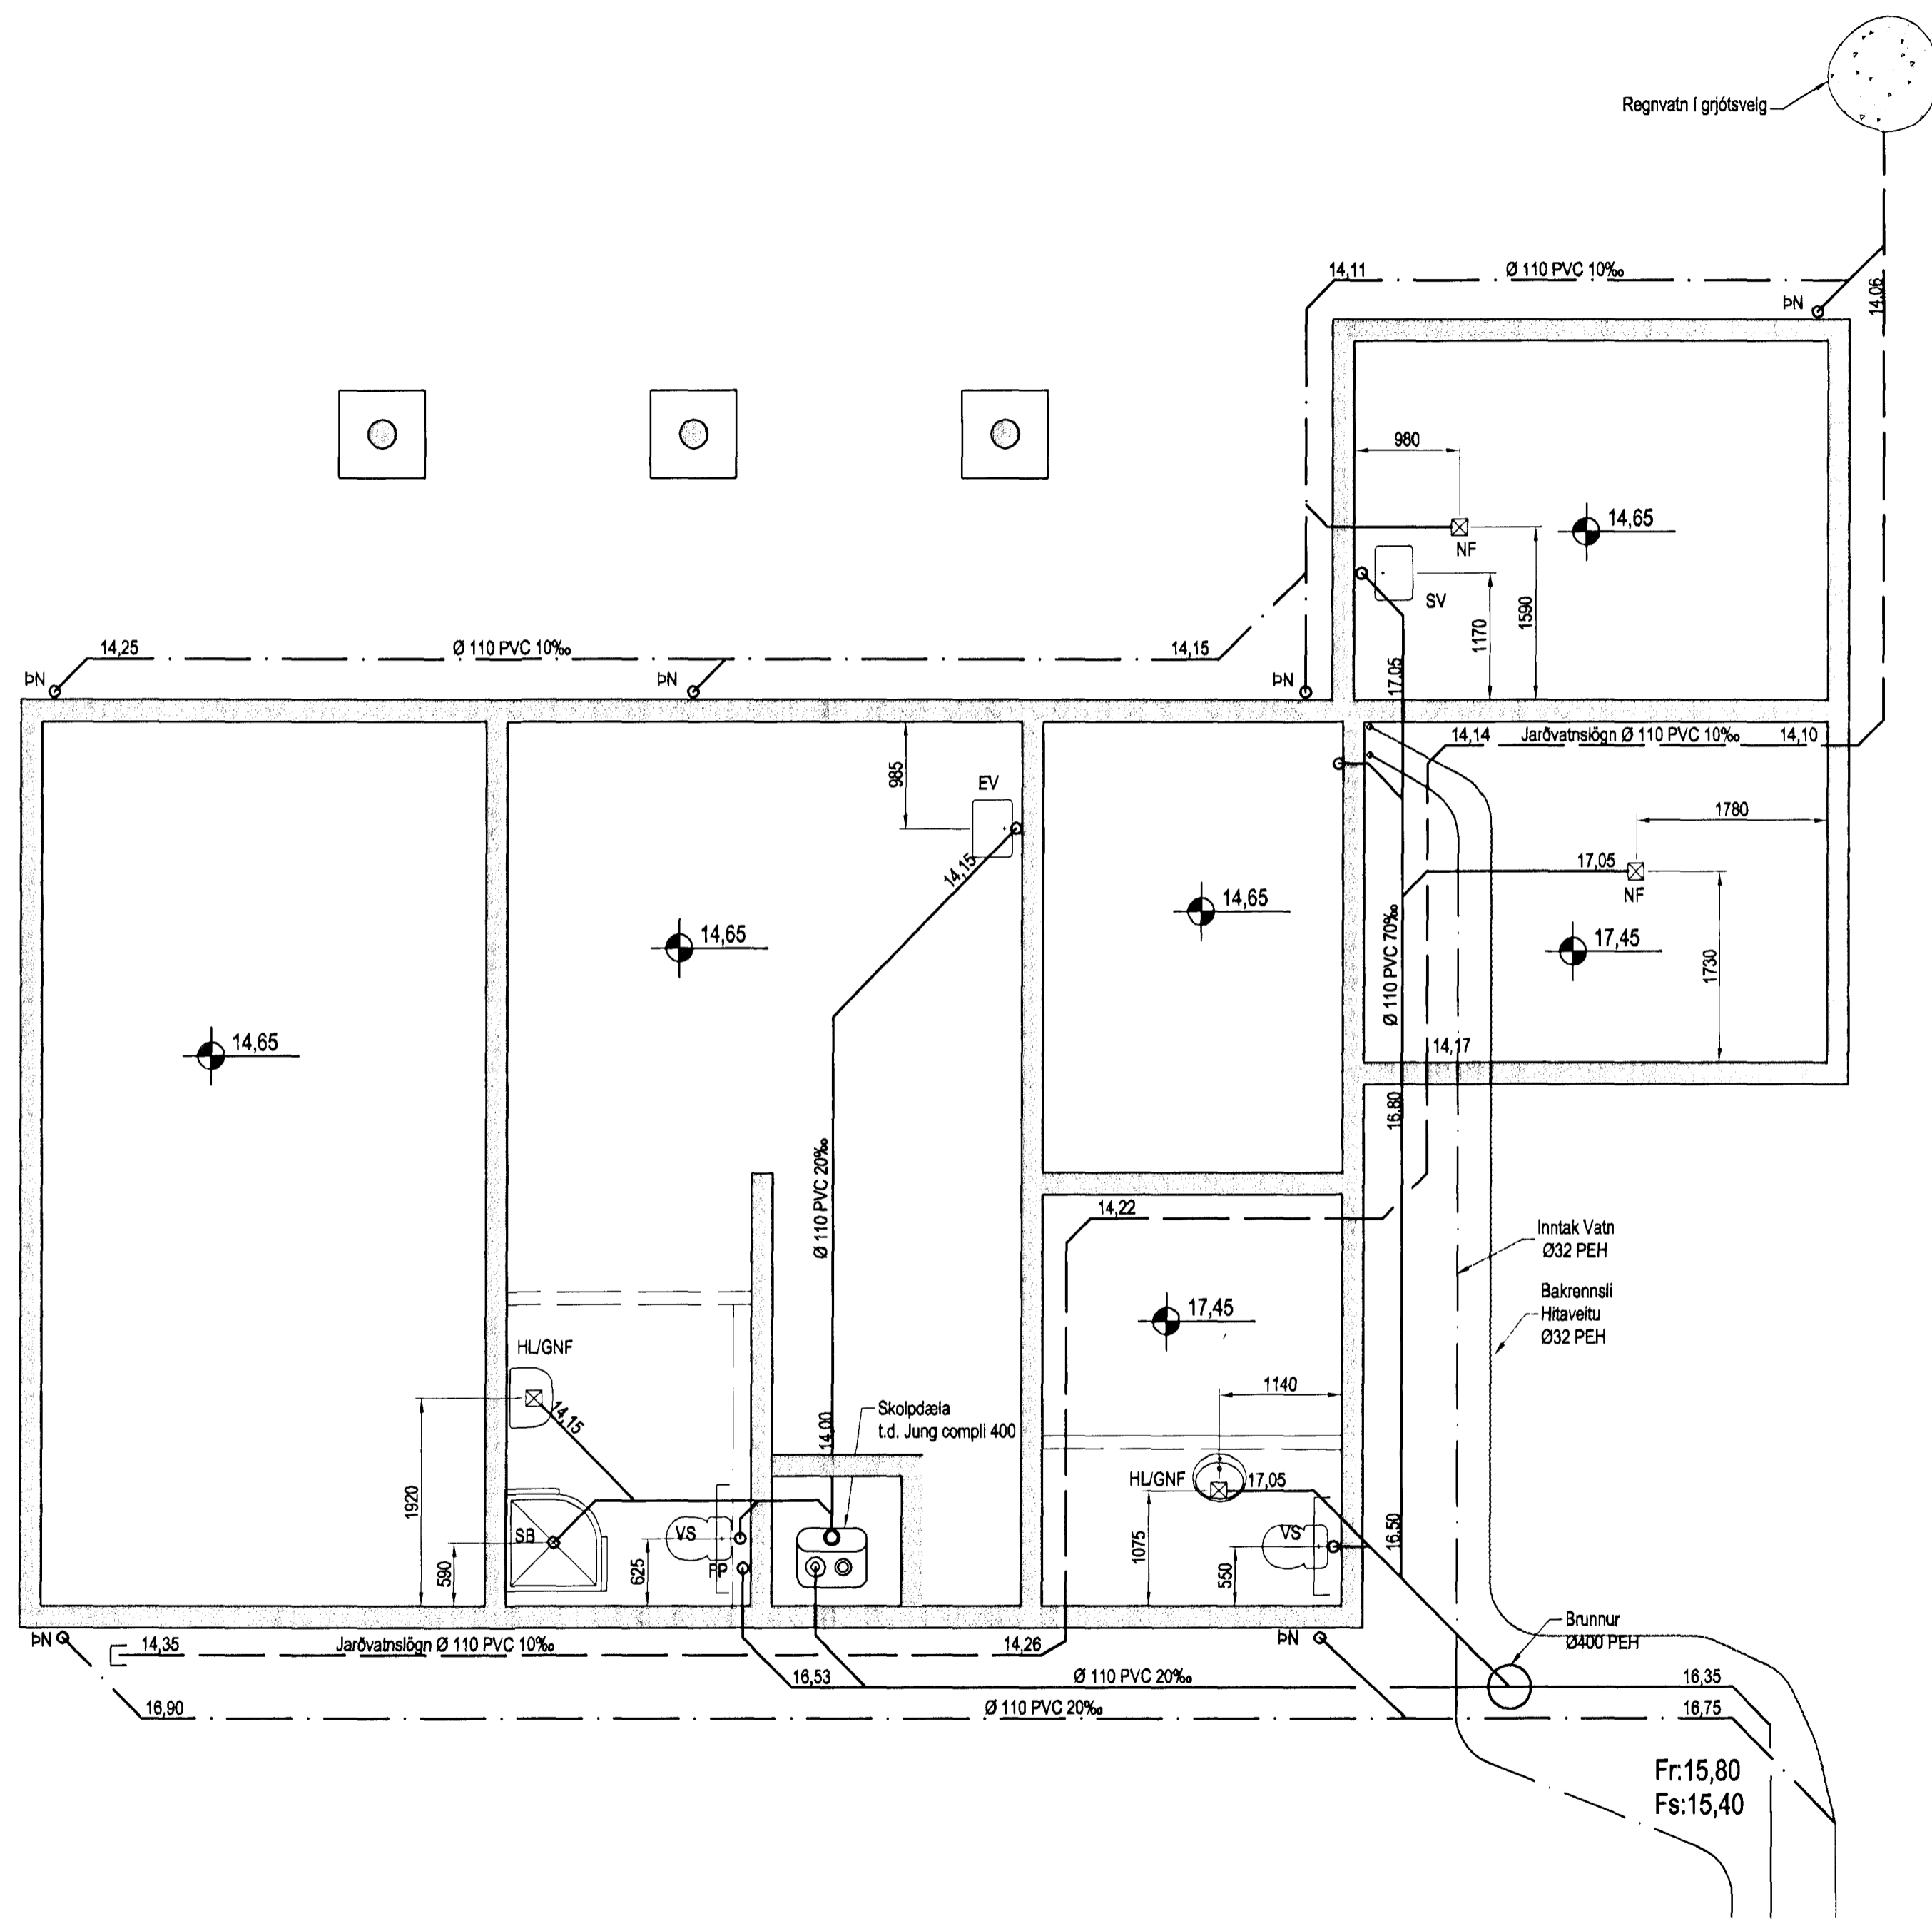 Regnvatn í grjótsvelg
14,11
Ø 110 PVC 10‰
ÞN
14,06
980
14,65
NF
SV
1170
1590
17,05
14,25
Ø 110 PVC 10‰
14,15
ÞN
ÞN
ÞN
14,14
Jarðvatnslögn Ø 110 PVC 10‰
14,10
985
EV
14,15
1780
17,05
NF
14,65
14,65
17,45
1730
Ø 110 PVC 70‰
14,65
14,17
16,80
Ø 110 PVC 20‰
14,22
Inntak Vatn
Ø32 PEH
Bakrennsli
Hitaveitu
Ø32 PEH
17,45
HL/GNF
14,15
1920
14,00
Skolpdæla
t.d. Jung compli 400
1140
HL/GNF
17,05
1075
SB
590
VS
625
FP
VS
550
16,50
Brunnur
Ø400 PEH
ÞN
14,35
Jarðvatnslögn Ø 110 PVC 10‰
14,26
ÞN
16,53
Ø 110 PVC 20‰
16,35
16,90
Ø 110 PVC 20‰
16,75
Fr:15,80
Fs:15,40